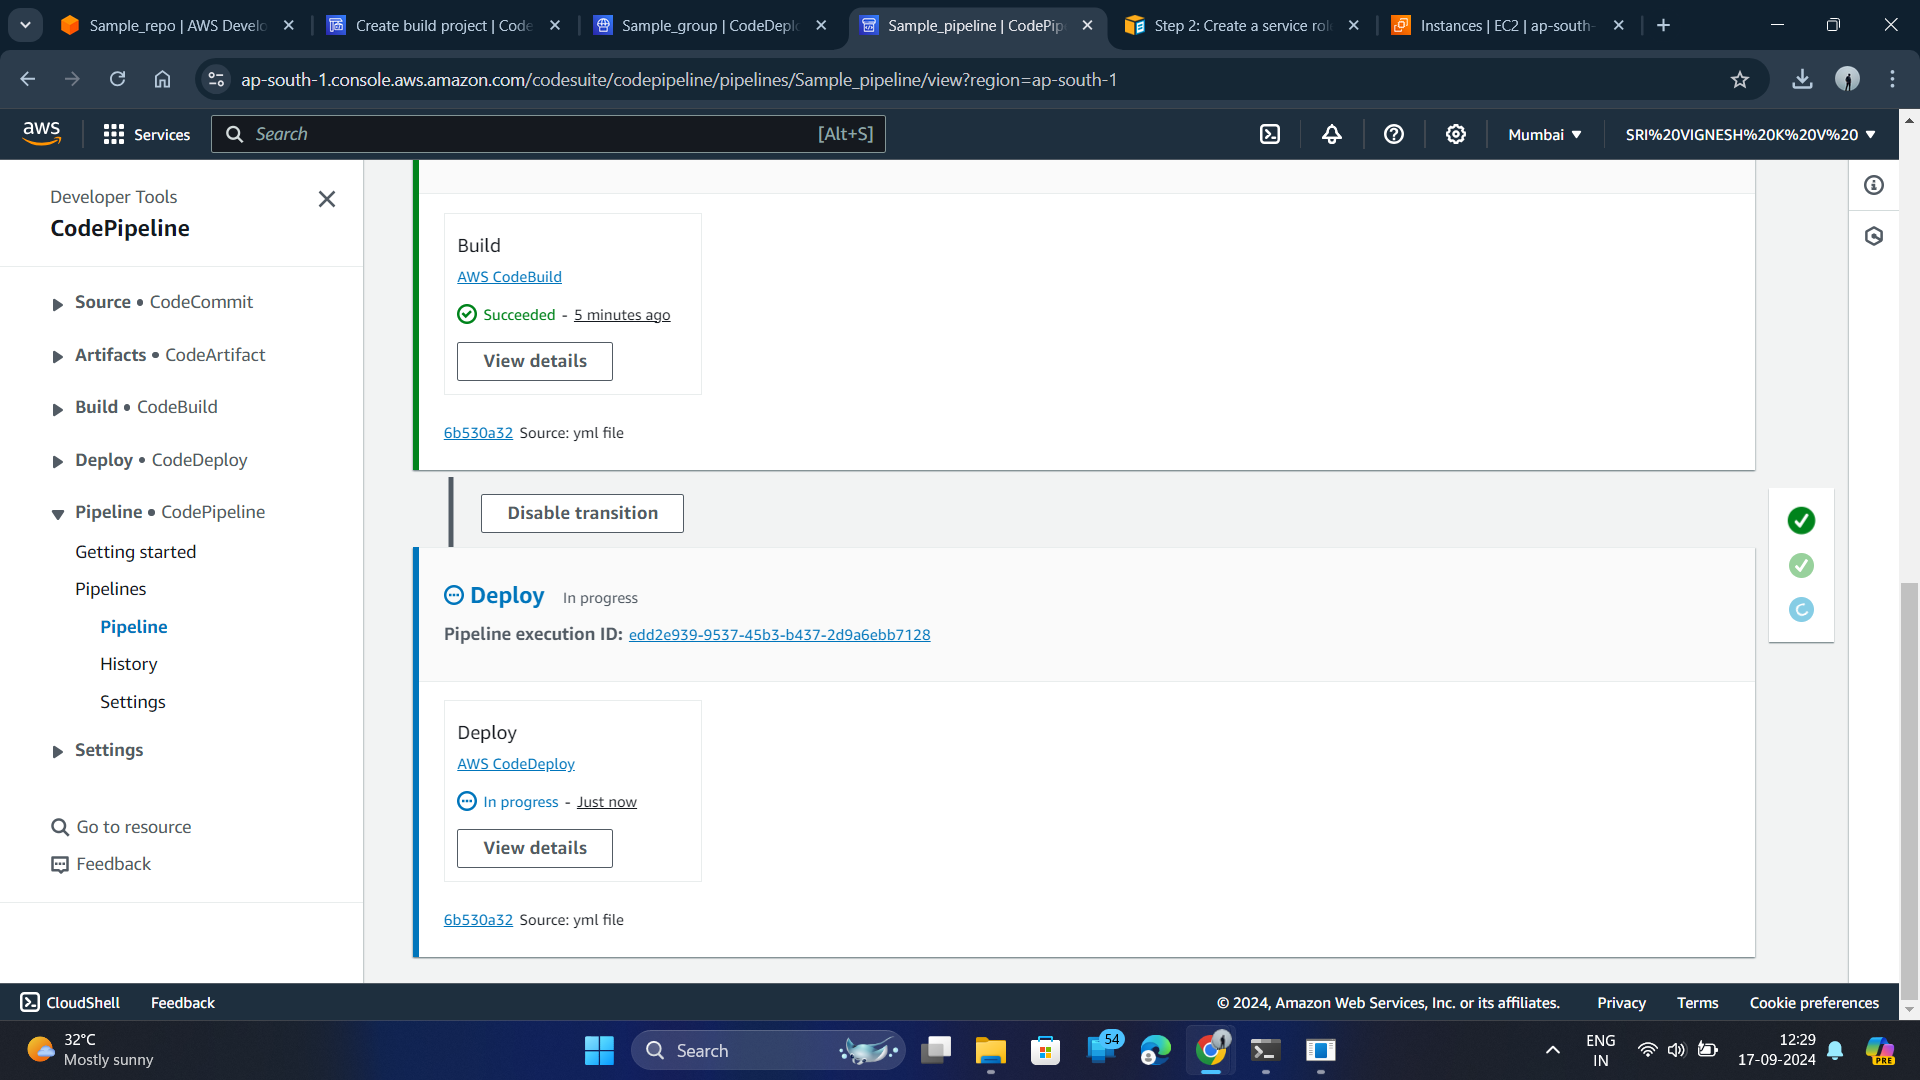 Sample_repo | AWS Develo
Create build project | Code
Sample_group | CodeDeplo
Sample_pipeline | CodePip
Step 2: Create a service rol
Instances | EC2 | ap-south-
ap-south-1.console.aws.amazon.com/codesuite/codepipeline/pipelines/Sample_pipeline/view?region=ap-south-1
aws
Services
Search
[Alt+S]
Mumbai
SRI%20VIGNESH%20K%20V%20
Developer Tools
CodePipeline
Source • CodeCommit
Artifacts • CodeArtifact
Build • CodeBuild
Deploy • CodeDeploy
Pipeline • CodePipeline
Getting started
Pipelines
Pipeline
History
Settings
Settings
Go to resource
Feedback
Build
AWS CodeBuild
Succeeded - 5 minutes ago
View details
6b530a32 Source: yml file
Disable transition
Deploy In progress
Pipeline execution ID: edd2e939-9537-45b3-b437-2d9a6ebb7128
Deploy
AWS CodeDeploy
In progress - Just now
View details
6b530a32 Source: yml file
CloudShell
Feedback
© 2024, Amazon Web Services, Inc. or its affiliates.
Privacy
Terms
Cookie preferences
32°C
Mostly sunny
Search
54
ENG
IN
12:29
17-09-2024
PRE